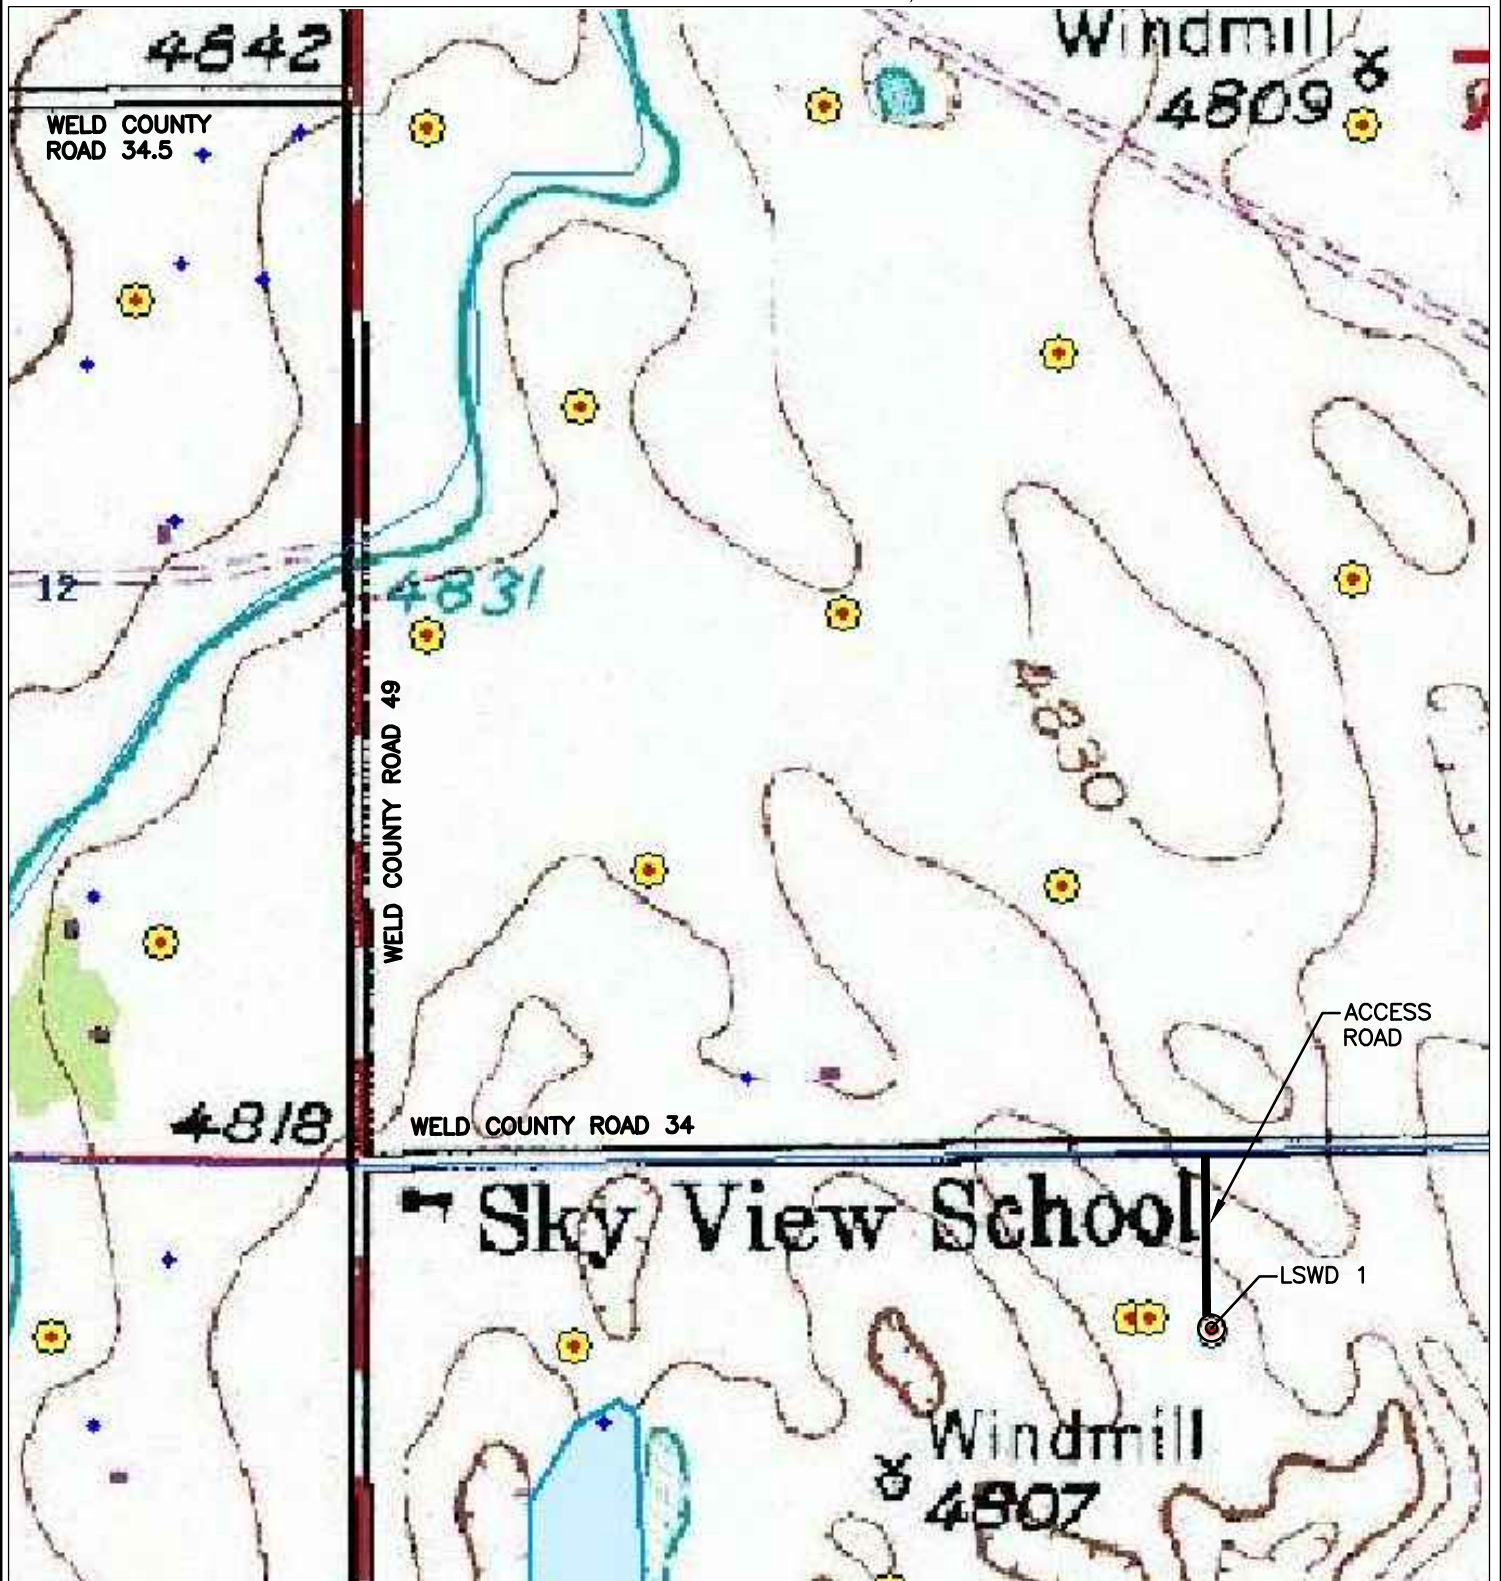 4842
Windmill
4809
WELD COUNTY
ROAD 34.5
12
4831
WELD COUNTY ROAD 49
4830
ACCESS
ROAD
4818
WELD COUNTY ROAD 34
Sky View School
LSWD 1
Windmill
4807